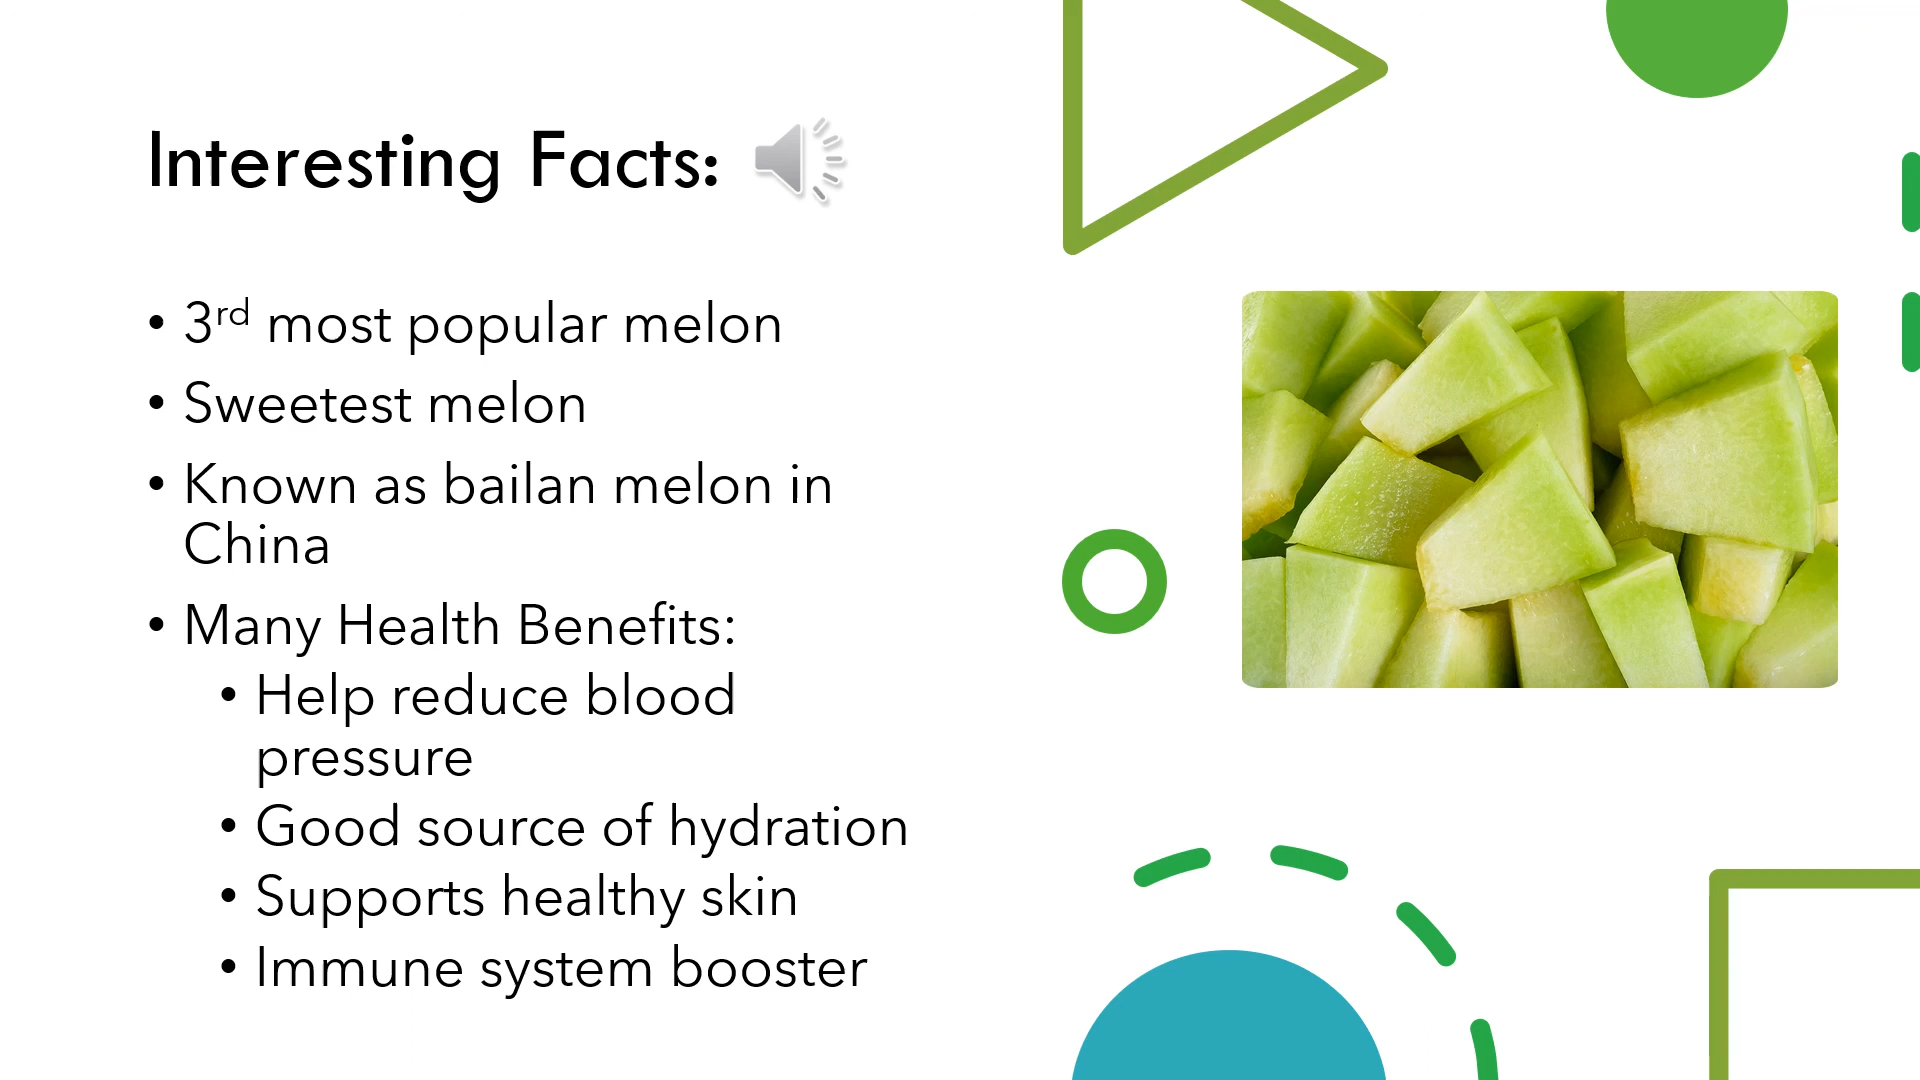 Interesting Facts:
• 3rd most popular melon
• Sweetest melon
• Known as bailan melon in
China
• Many Health Benefits:
• Help reduce blood
pressure
• Good source of hydration
• Supports healthy skin
• Immune system booster